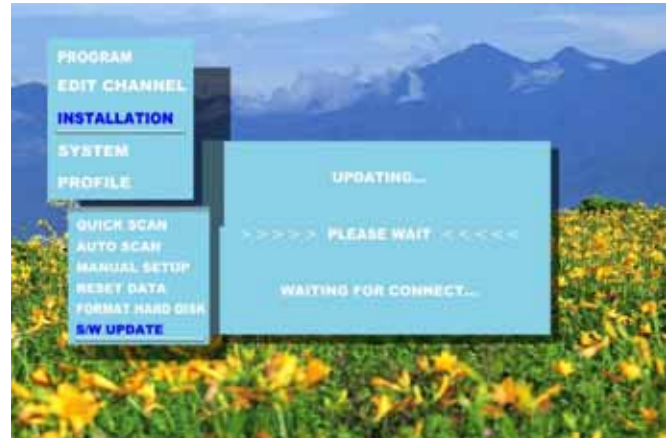 PROGRAM
EDIT CHANNEL
INSTALLATION
SYSTEM
PROFILE
QUICK SCAN
AUTO SCAN
MANUAL SETUP
RESET DATA
FORMAT HARD DISK
S/W UPDATE
UPDATING...
>>>>> PLEASE WAIT <<<<<
WAITING FOR CONNECT...